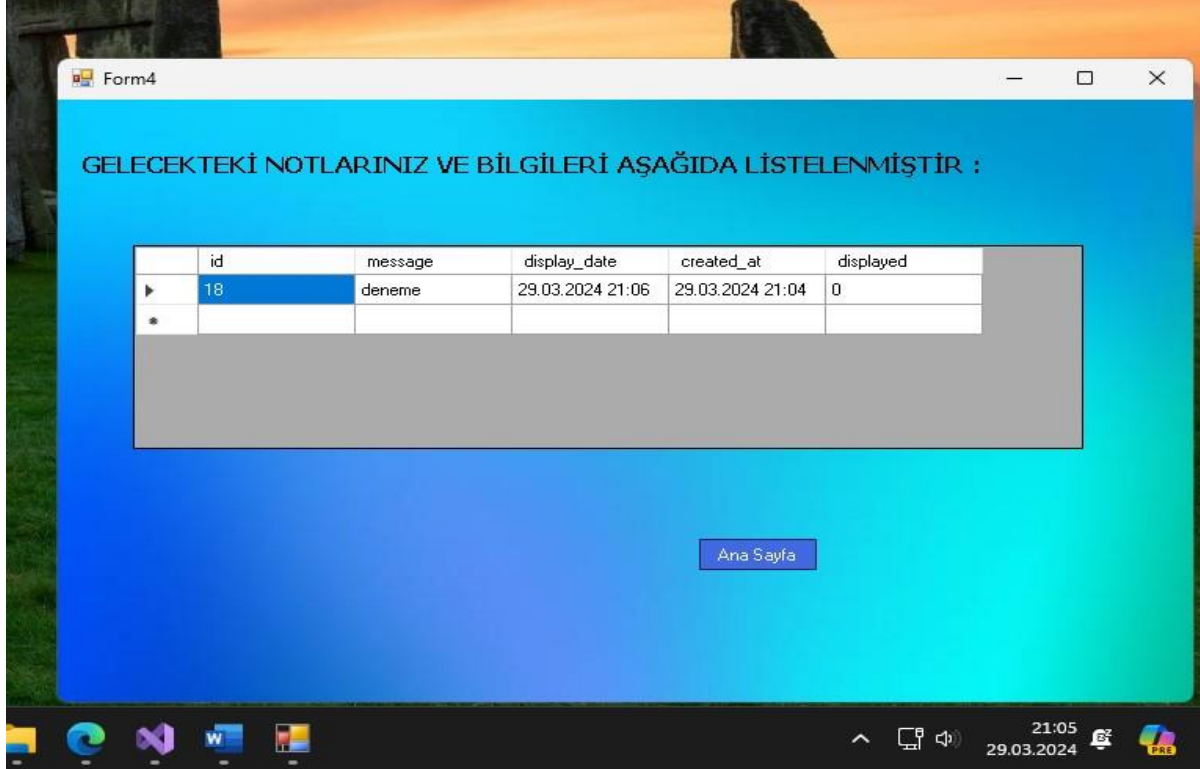 Form4
GELECEKTEKİ NOTLARINIZ VE BİLGİLERİ AŞAĞIDA LİSTELENMİŞTİR :
id message display_date created_at displayed
18 deneme 29.03.2024 21:06 29.03.2024 21:04 0
Ana Sayfa
W
21:05
29.03.2024
PRE